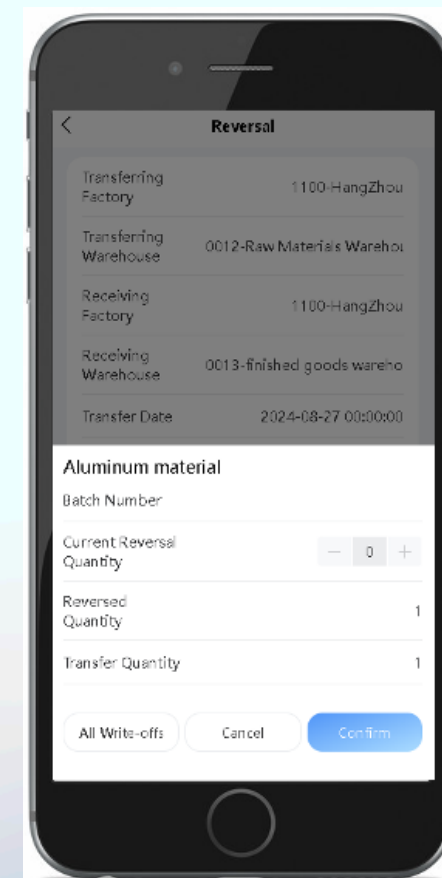 Reversal
Transferring
Factory
1100-HangZhou
Transferring
Warehouse
0012-Raw Materials Warehou
Receiving
Factory
1100-HangZhou
Receiving
Warehouse
0013-finished goods wareho
Transfer Date
2024-08-27 00:00:00
Aluminum material
Batch Number
Current Reversal
Quantity
— 0 +
Reversed
Quantity
1
Transfer Quantity
1
All Write-offs
Cancel
Confirm